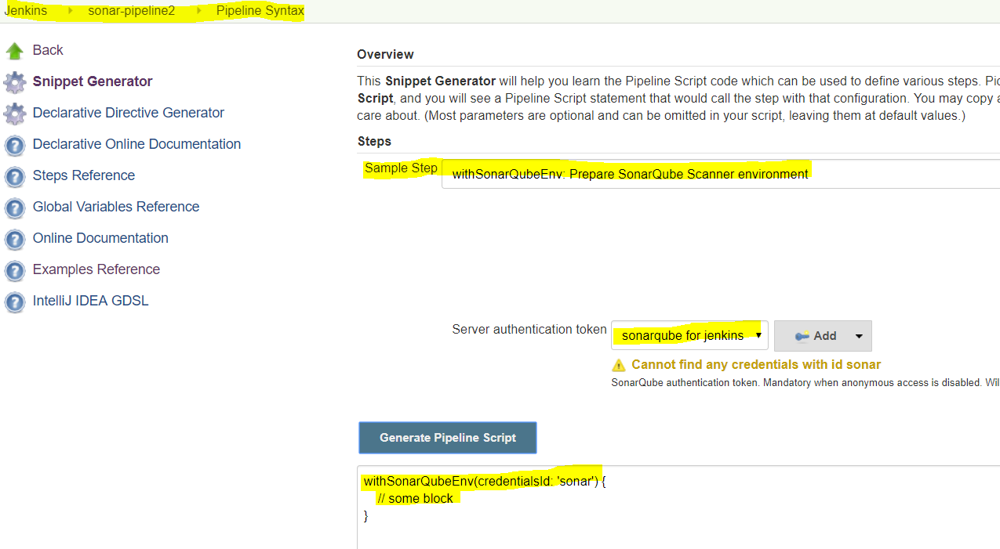 Jenkins sonar-pipeline2 Pipeline Syntax
Back
Snippet Generator
Declarative Directive Generator
Declarative Online Documentation
Steps Reference
Global Variables Reference
Online Documentation
Examples Reference
IntelliJ IDEA GDSL
Overview
This Snippet Generator will help you learn the Pipeline Script code which can be used to define various steps. Pic
Script, and you will see a Pipeline Script statement that would call the step with that configuration. You may copy a
care about. (Most parameters are optional and can be omitted in your script, leaving them at default values.)
Steps
Sample Step withSonarQubeEnv: Prepare SonarQube Scanner environment
Server authentication token sonarqube for jenkins Add
Cannot find any credentials with id sonar
SonarQube authentication token. Mandatory when anonymous access is disabled. Wil
Generate Pipeline Script
withSonarQubeEnv(credentialsId: 'sonar') {
// some block
}